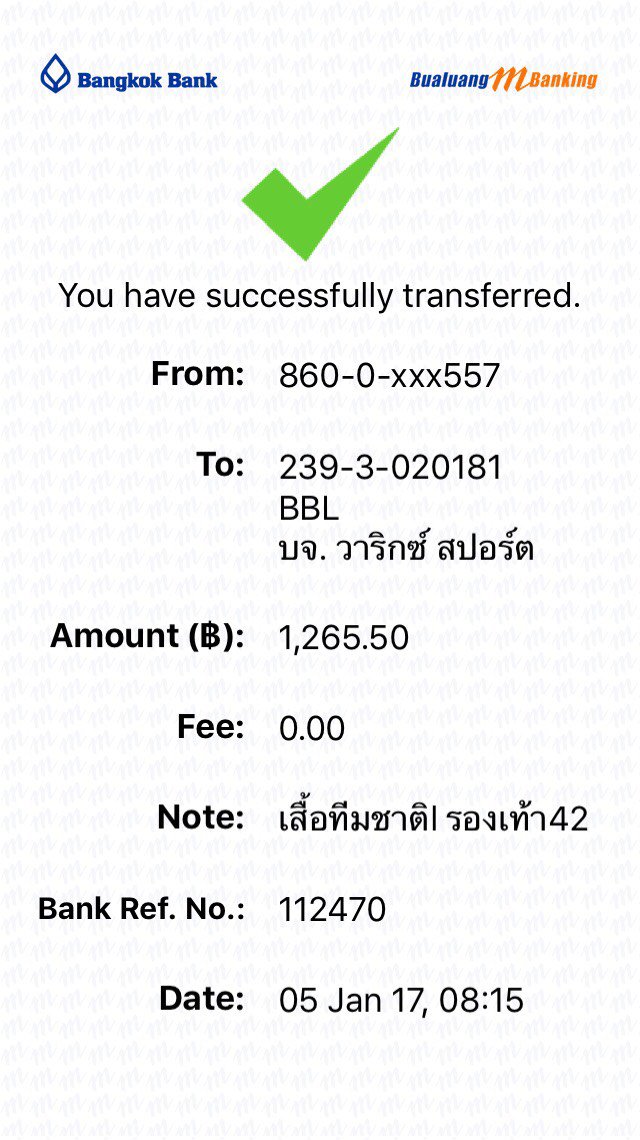 Bangkok Bank
Bualuang mBanking
You have successfully transferred.
From: 860-0-xxx557
To: 239-3-020181
BBL
บจ. วาริกซ์ สปอร์ต
Amount (฿): 1,265.50
Fee: 0.00
Note: เสื้อทีมชาติl รองเท้า42
Bank Ref. No.: 112470
Date: 05 Jan 17, 08:15